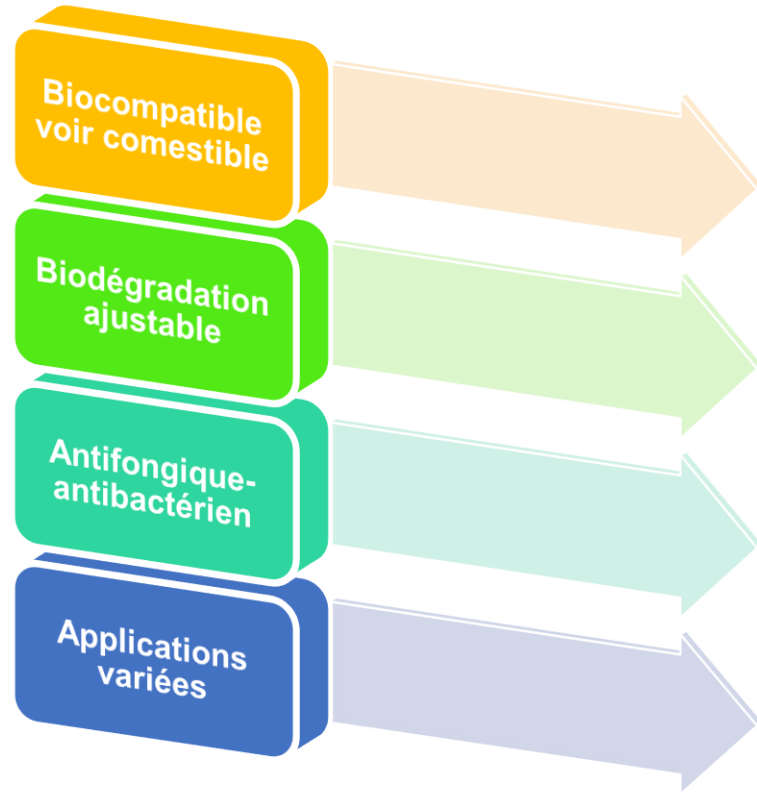 Biocompatible
voir comestible
Biodégradation
ajustable
Antifongique-
antibactérien
Applications
variées